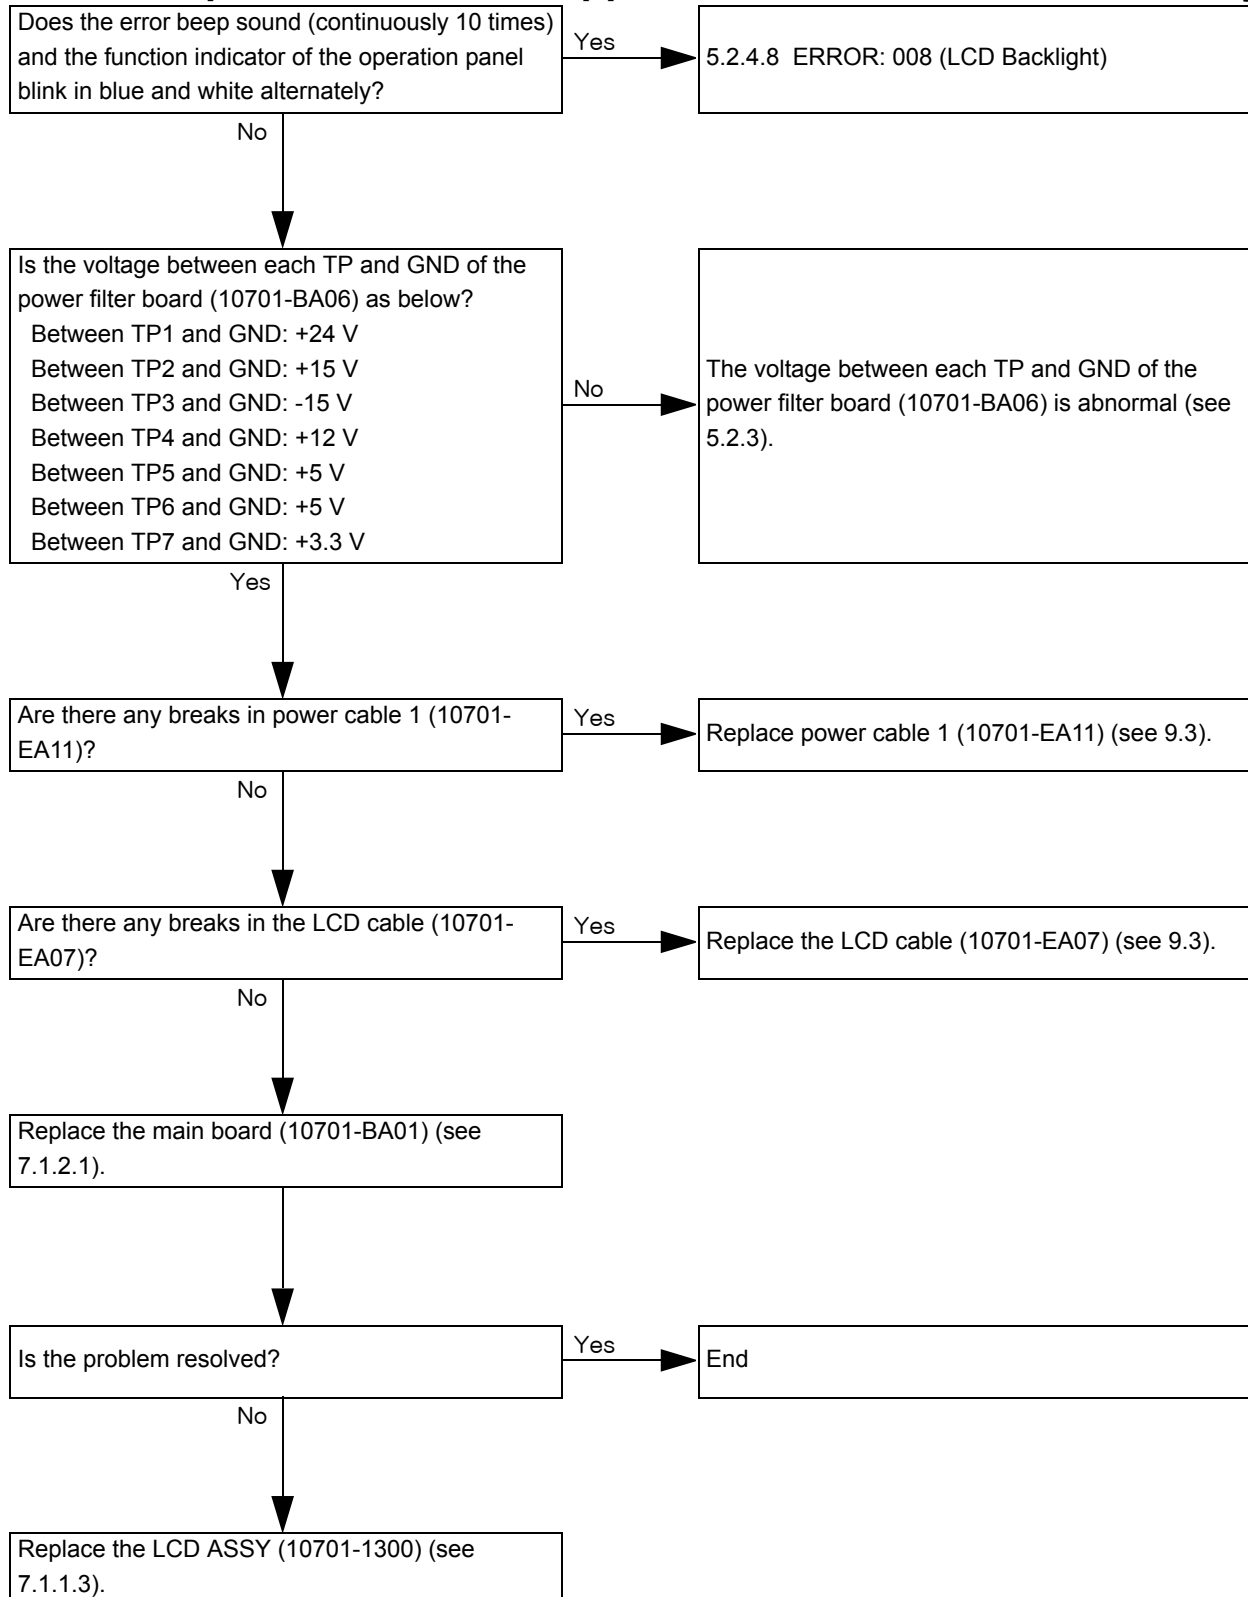 Does the error beep sound (continuously 10 times)
and the function indicator of the operation panel
blink in blue and white alternately?
Yes
5.2.4.8 ERROR: 008 (LCD Backlight)
No
Is the voltage between each TP and GND of the
power filter board (10701-BA06) as below?
Between TP1 and GND: +24 V
Between TP2 and GND: +15 V
Between TP3 and GND: -15 V
Between TP4 and GND: +12 V
Between TP5 and GND: +5 V
Between TP6 and GND: +5 V
Between TP7 and GND: +3.3 V
No
The voltage between each TP and GND of the
power filter board (10701-BA06) is abnormal (see
5.2.3).
Yes
Are there any breaks in power cable 1 (10701-
EA11)?
Yes
Replace power cable 1 (10701-EA11) (see 9.3).
No
Are there any breaks in the LCD cable (10701-
EA07)?
Yes
Replace the LCD cable (10701-EA07) (see 9.3).
No
Replace the main board (10701-BA01) (see
7.1.2.1).
Is the problem resolved?
Yes
End
No
Replace the LCD ASSY (10701-1300) (see
7.1.1.3).